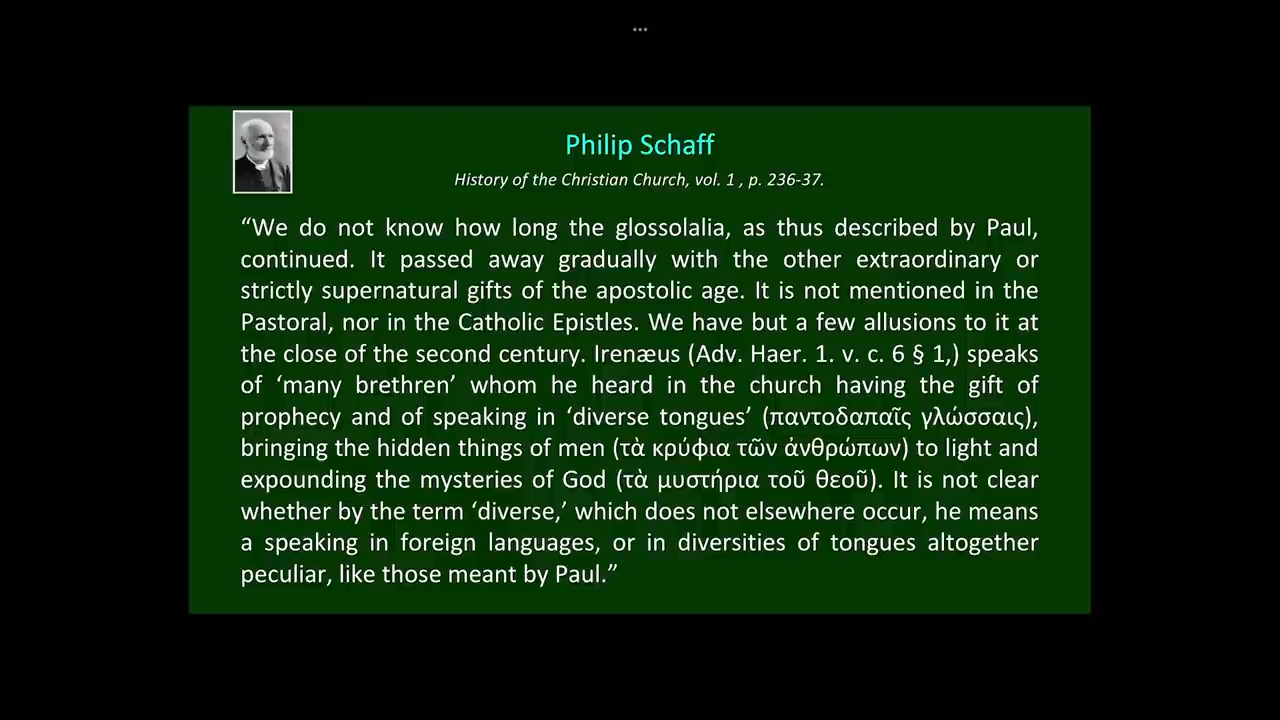 Philip Schaff
History of the Christian Church, vol. 1 , p. 236-37.
“We do not know how long the glossolalia, as thus described by Paul,
continued. It passed away gradually with the other extraordinary or
strictly supernatural gifts of the apostolic age. It is not mentioned in the
Pastoral, nor in the Catholic Epistles. We have but a few allusions to it at
the close of the second century. Irenæus (Adv. Haer. 1. v. c. 6 § 1,) speaks
of ‘many brethren’ whom he heard in the church having the gift of
prophecy and of speaking in ‘diverse tongues’ (παντοδαπαῖς γλώσσαις),
bringing the hidden things of men (τὰ κρύφια τῶν ἀνθρώπων) to light and
expounding the mysteries of God (τὰ μυστήρια τοῦ θεοῦ). It is not clear
whether by the term ‘diverse,’ which does not elsewhere occur, he means
a speaking in foreign languages, or in diversities of tongues altogether
peculiar, like those meant by Paul.”